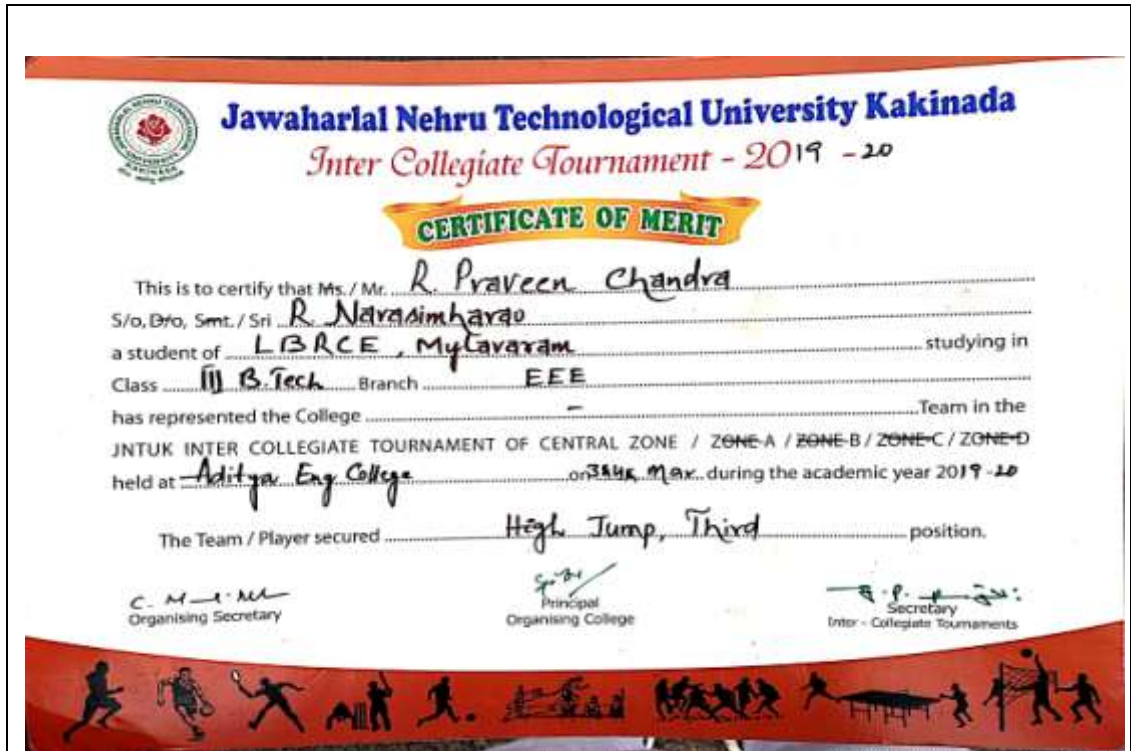 Jawaharlal Nehru Technological University Kakinada
Inter Collegiate Tournament - 2019 - 20
CERTIFICATE OF MERIT
This is to certify that Ms. / Mr. R. Praveen Chandra
S/o, D/o, Smt. / Sri R Narasimharao
a student of LBRCE, Mylavaram studying in
Class III B.Tech Branch EEE
has represented the College - Team in the
JNTUK INTER COLLEGIATE TOURNAMENT OF CENTRAL ZONE / ZONE-A / ZONE-B / ZONE-C / ZONE-D
held at Aditya Eng College on Mar. during the academic year 2019-20
The Team / Player secured High Jump, Third position.
Organising Secretary
Principal
Organising College
Secretary
Inter - Collegiate Tournaments